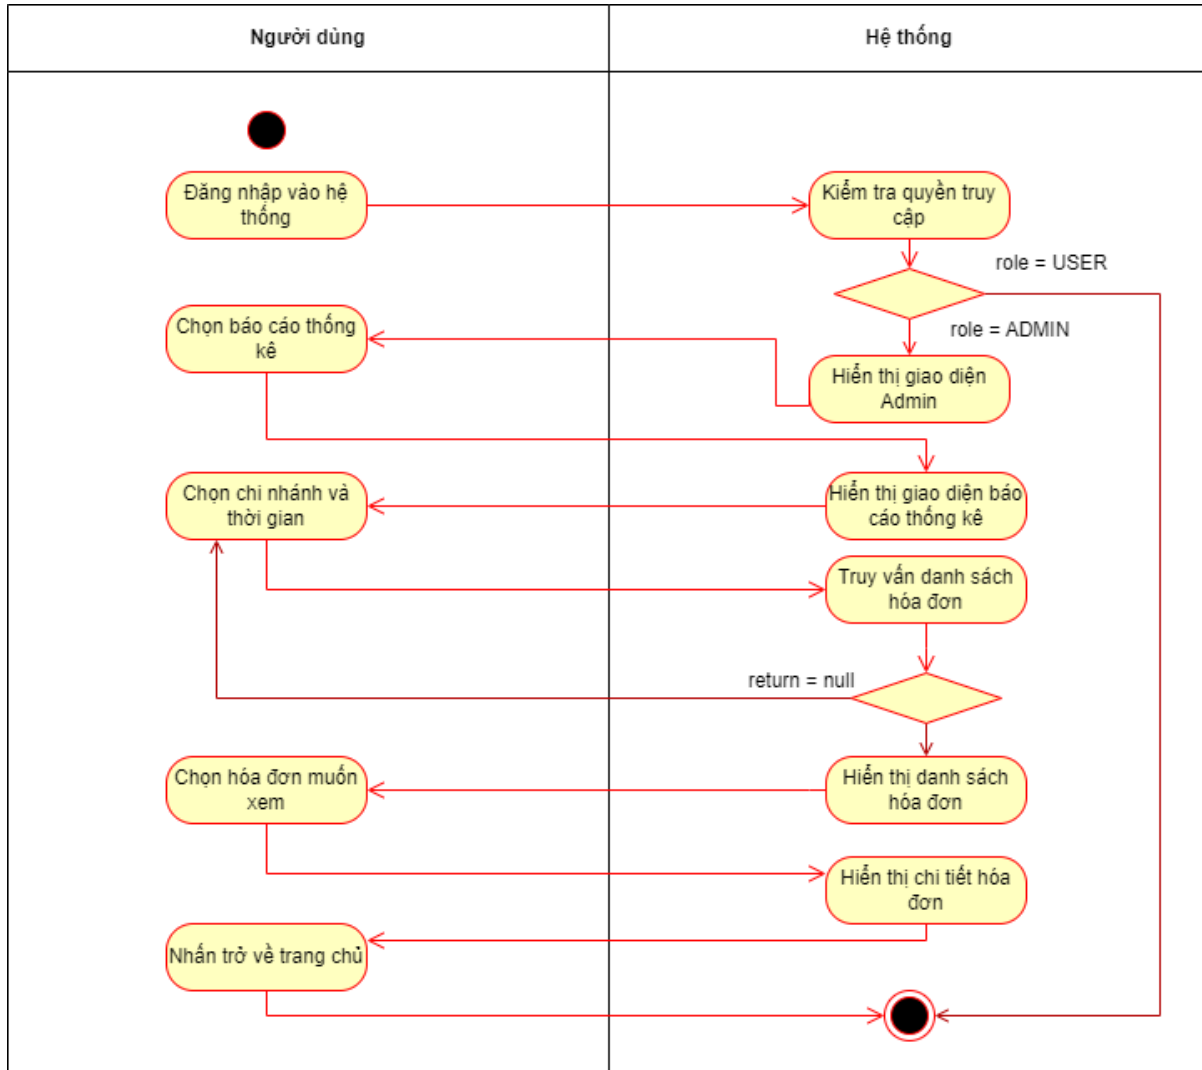 Người dùng
Hệ thống
Đăng nhập vào hệ
thống
Kiểm tra quyền truy
cập
role = USER
Chọn báo cáo thống
kê
role = ADMIN
Hiển thị giao diện
Admin
Chọn chi nhánh và
thời gian
Hiển thị giao diện báo
cáo thống kê
Truy vấn danh sách
hóa đơn
return = null
Chọn hóa đơn muốn
xem
Hiển thị danh sách
hóa đơn
Hiển thị chi tiết hóa
đơn
Nhấn trở về trang chủ